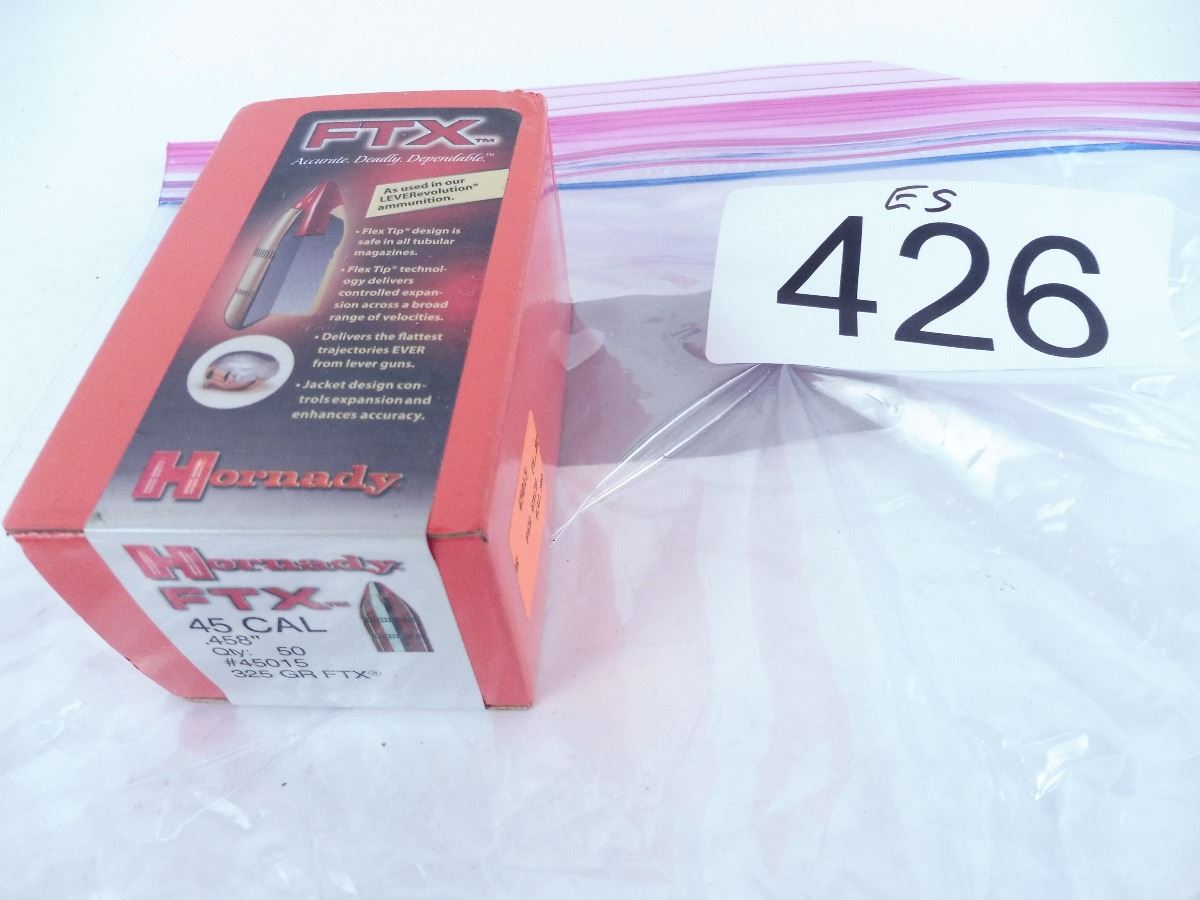 FTX™
Accurate. Deadly. Dependable.™
As used in our
LEVERevolution®
ammunition.
• Flex Tip® design is
safe in all tubular
magazines.
• Flex Tip® technol-
ogy delivers
controlled expan-
sion across a broad
range of velocities.
• Delivers the flattest
trajectories EVER
from lever guns.
• Jacket design con-
trols expansion and
enhances accuracy.
Hornady
Hornady
FTX™
45 CAL
.458"
Qty: 50
#45015
325 GR FTX®
ES
426